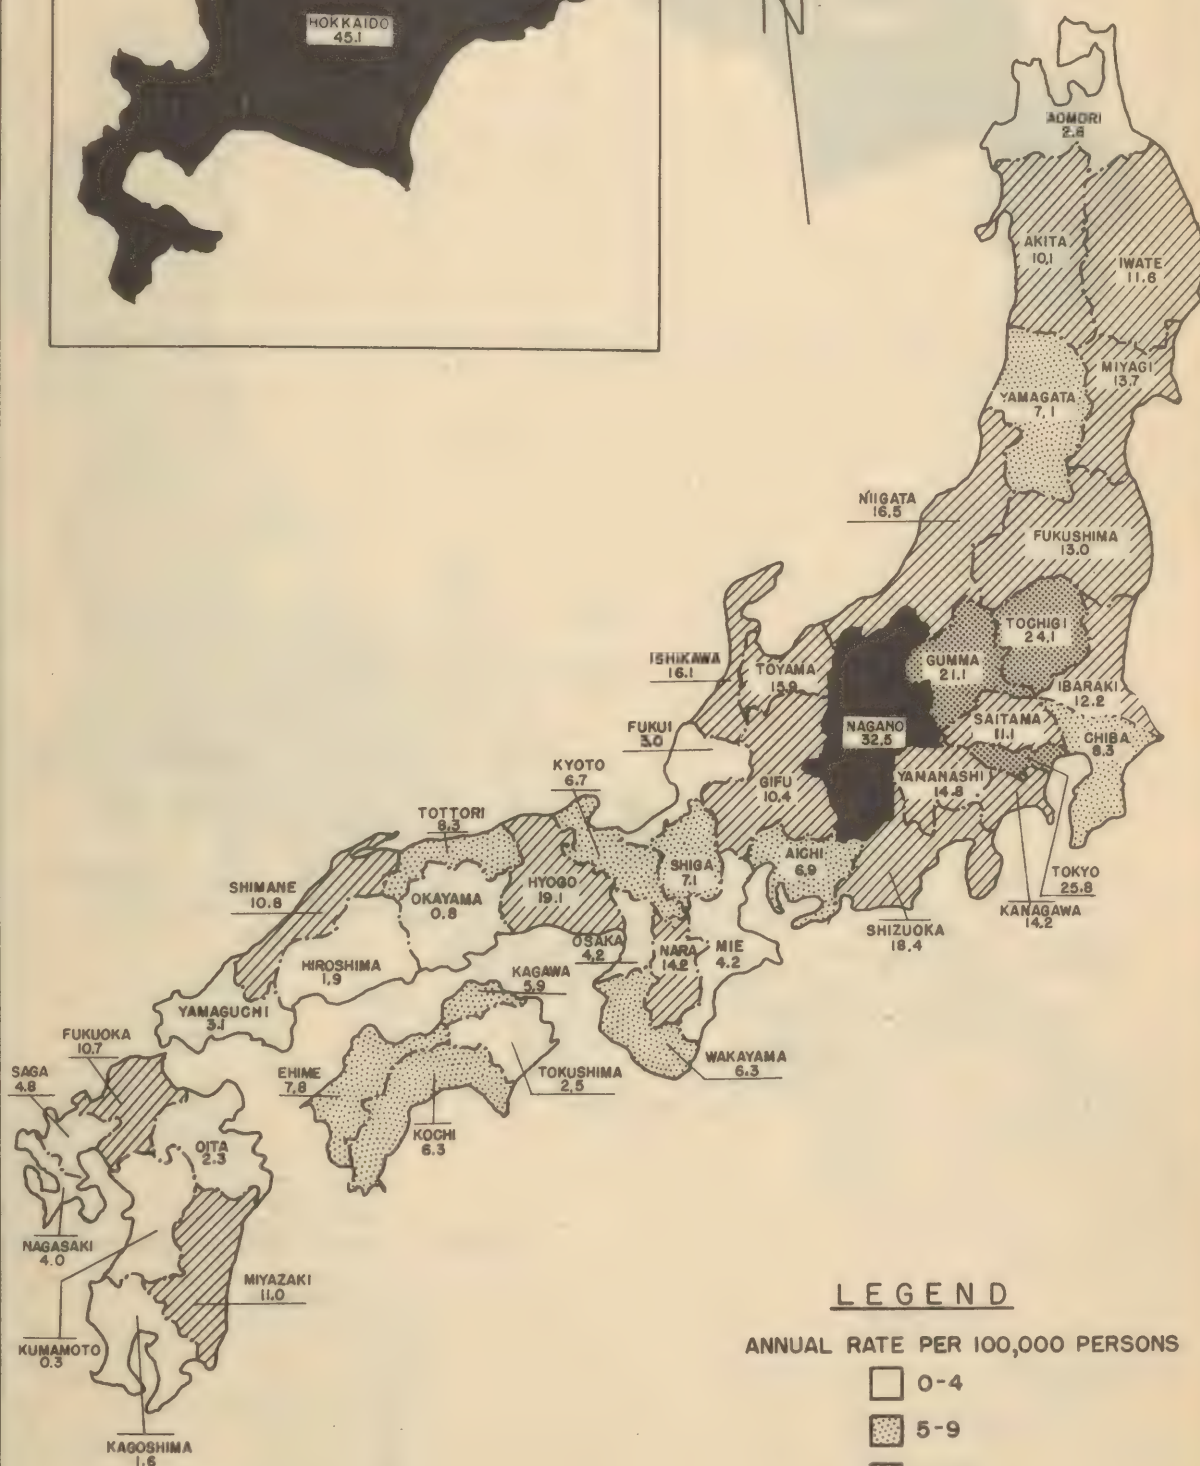 HOKKAIDO
45.1
N
AOMORI
2.6
AKITA
10.1
IWATE
11.6
MIYAGI
13.7
YAMAGATA
7.1
NIIGATA
16.5
FUKUSHIMA
13.0
TOCHIGI
24.1
GUMMA
21.1
ISHIKAWA
16.1
TOYAMA
15.9
IBARAKI
12.2
SAITAMA
11.1
CHIBA
8.3
NAGANO
32.5
FUKUI
3.0
KYOTO
6.7
GIFU
10.4
YAMANASHI
14.8
TOTTORI
8.3
AICHI
6.9
SHIGA
7.1
TOKYO
25.8
KANAGAWA
14.2
SHIZUOKA
18.4
SHIMANE
10.8
OKAYAMA
0.8
HYOGO
19.1
OSAKA
4.2
NARA
14.2
MIE
4.2
HIROSHIMA
1.9
KAGAWA
5.9
YAMAGUCHI
3.1
FUKUOKA
10.7
SAGA
4.8
EHIME
7.8
TOKUSHIMA
2.5
WAKAYAMA
6.3
KOCHI
6.3
OITA
2.3
NAGASAKI
4.0
MIYAZAKI
11.0
KUMAMOTO
0.3
KAGOSHIMA
1.6
LEGEND
ANNUAL RATE PER 100,000 PERSONS
0-4
5-9